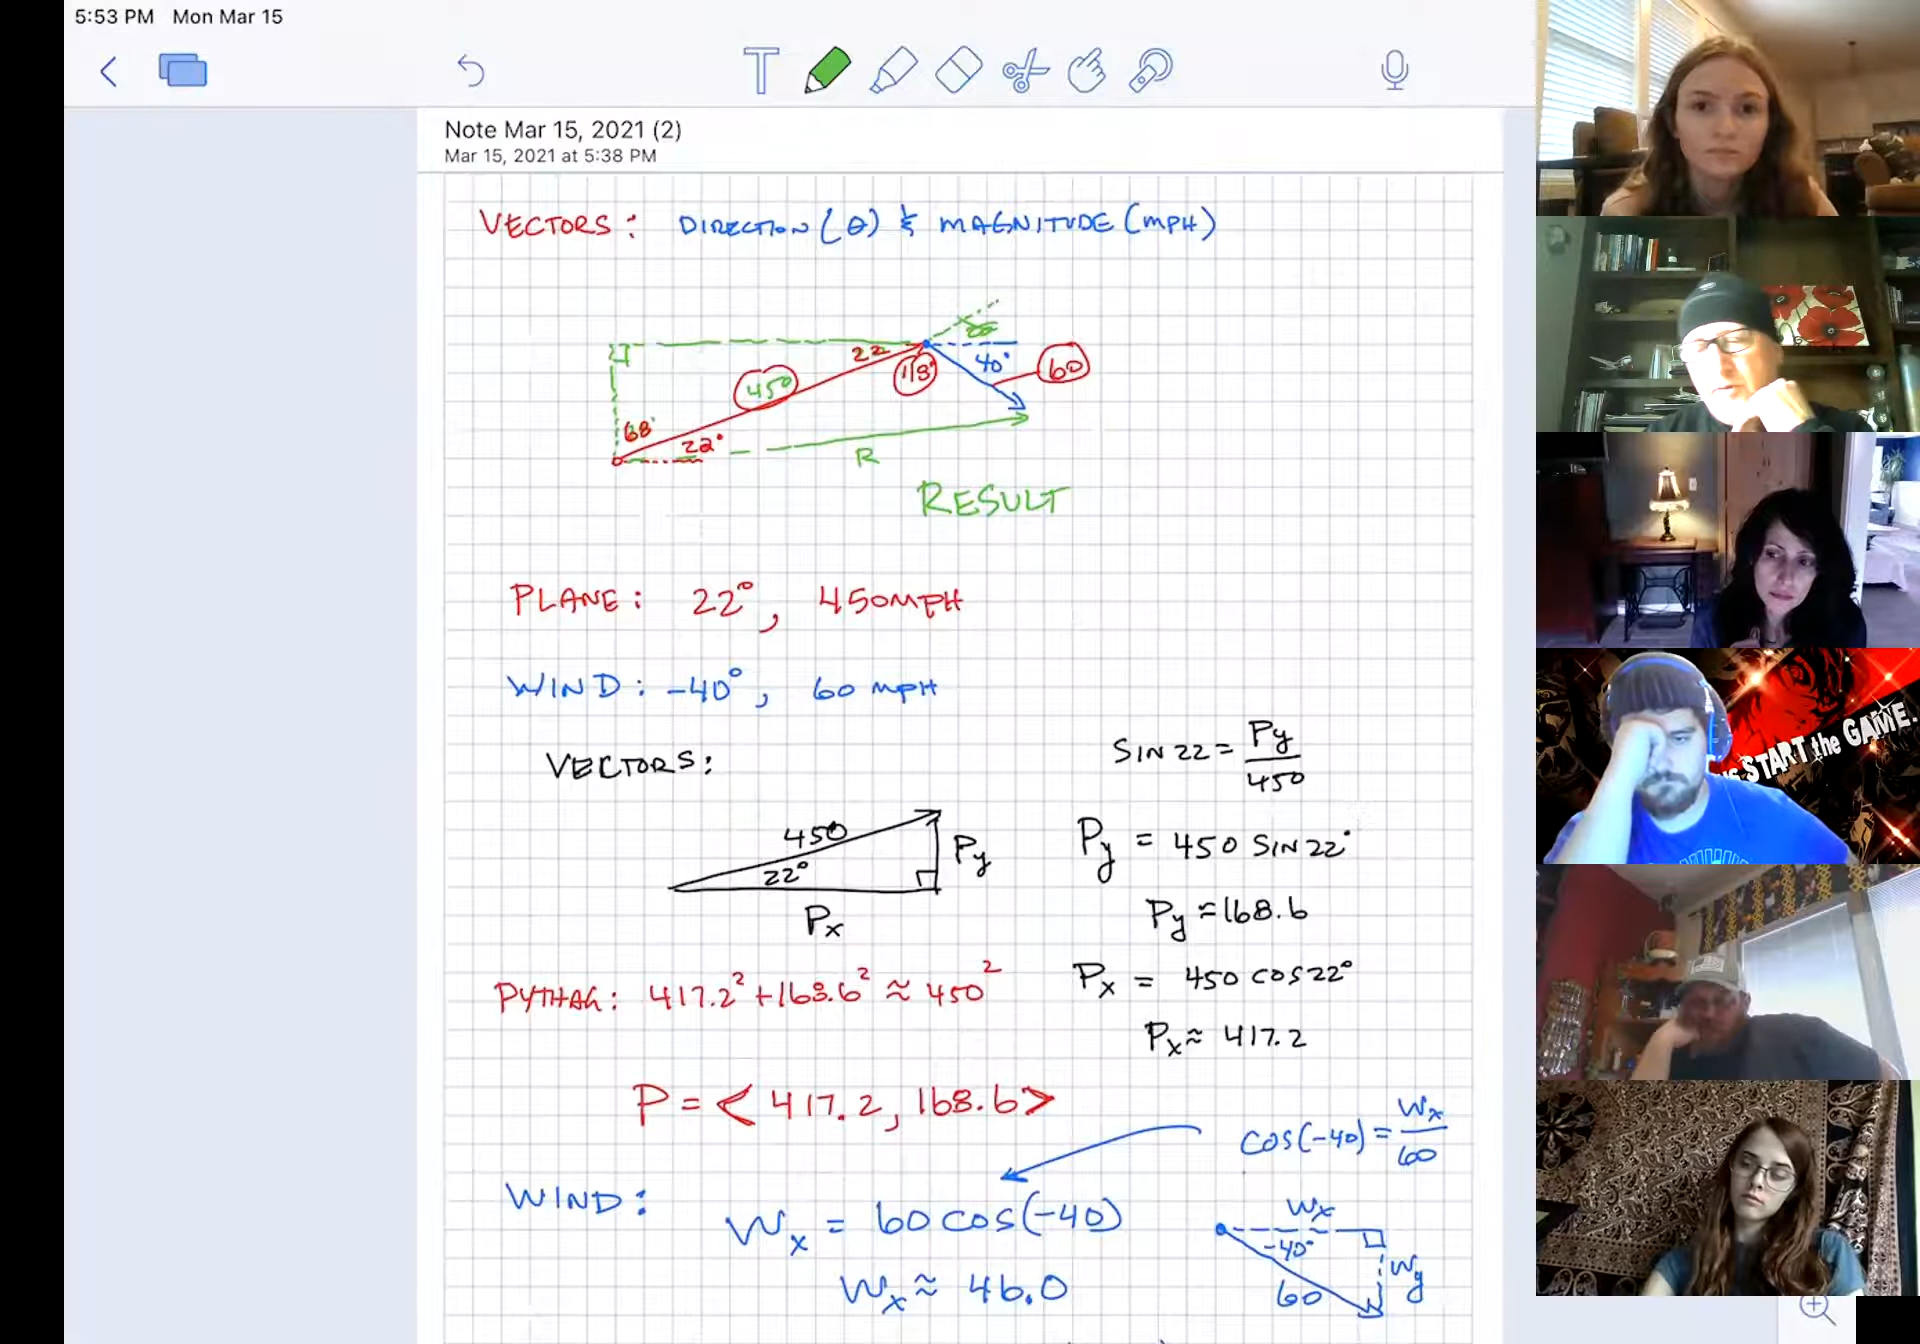 5:53 PM Mon Mar 15
T
Note Mar 15, 2021 (2)
Mar 15, 2021 at 5:38 PM
VECTORS: DIRECTION (θ) & MAGNITUDE (MPH)
22
450
118°
40°
60
68°
22°
R
RESULT
PLANE: 22°, 450MPH
WIND: -40°, 60 MPH
VECTORS:
SIN 22 = Py/450
450
22°
Py
Px
Py = 450 SIN 22°
Py ≈ 168.6
PYTHAG: 417.2² + 168.6² ≈ 450²
Px = 450 COS 22°
Px ≈ 417.2
P = < 417.2, 168.6 >
COS(-40) = Wx/60
WIND:
Wx = 60 COS(-40)
Wx ≈ 46.0
Wx
-40°
60
Wy
START the GAME.